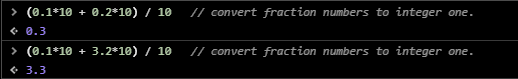 > (0.1*10 + 0.2*10) / 10   // convert fraction numbers to integer one.
0.3
> (0.1*10 + 3.2*10) / 10   // convert fraction numbers to integer one.
3.3